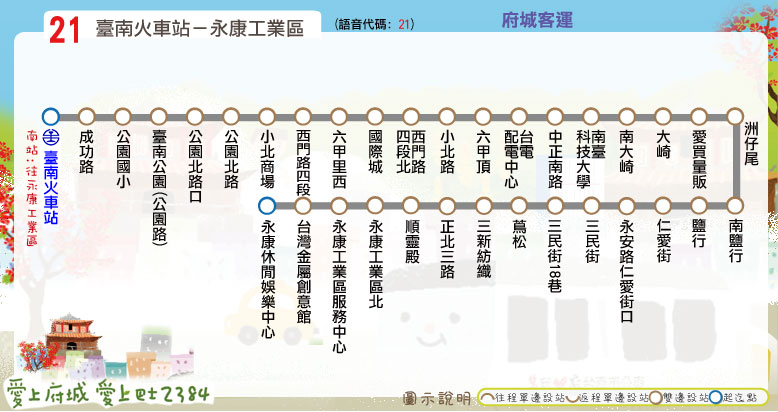 21 臺南火車站－永康工業區 （語音代碼：21） 府城客運
臺南火車站
南站：往永康工業區
成功路
公園國小
臺南公園(公園路)
公園北路口
公園北路
小北商場
西門路四段
六甲里西
國際城
西門路四段北
小北路
六甲頂
台電配電中心
中正南路
南臺科技大學
南大崎
大崎
愛買量販
洲仔尾
南鹽行
鹽行
仁愛街
永安路仁愛街口
三民街
三民街18巷
蔦松
三新紡織
正北三路
順靈殿
永康工業區北
永康工業區服務中心
台灣金屬創意館
永康休閒娛樂中心
愛上府城 愛上巴士2384
圖示說明 往程單邊設站 返程單邊設站 雙邊設站 起迄點